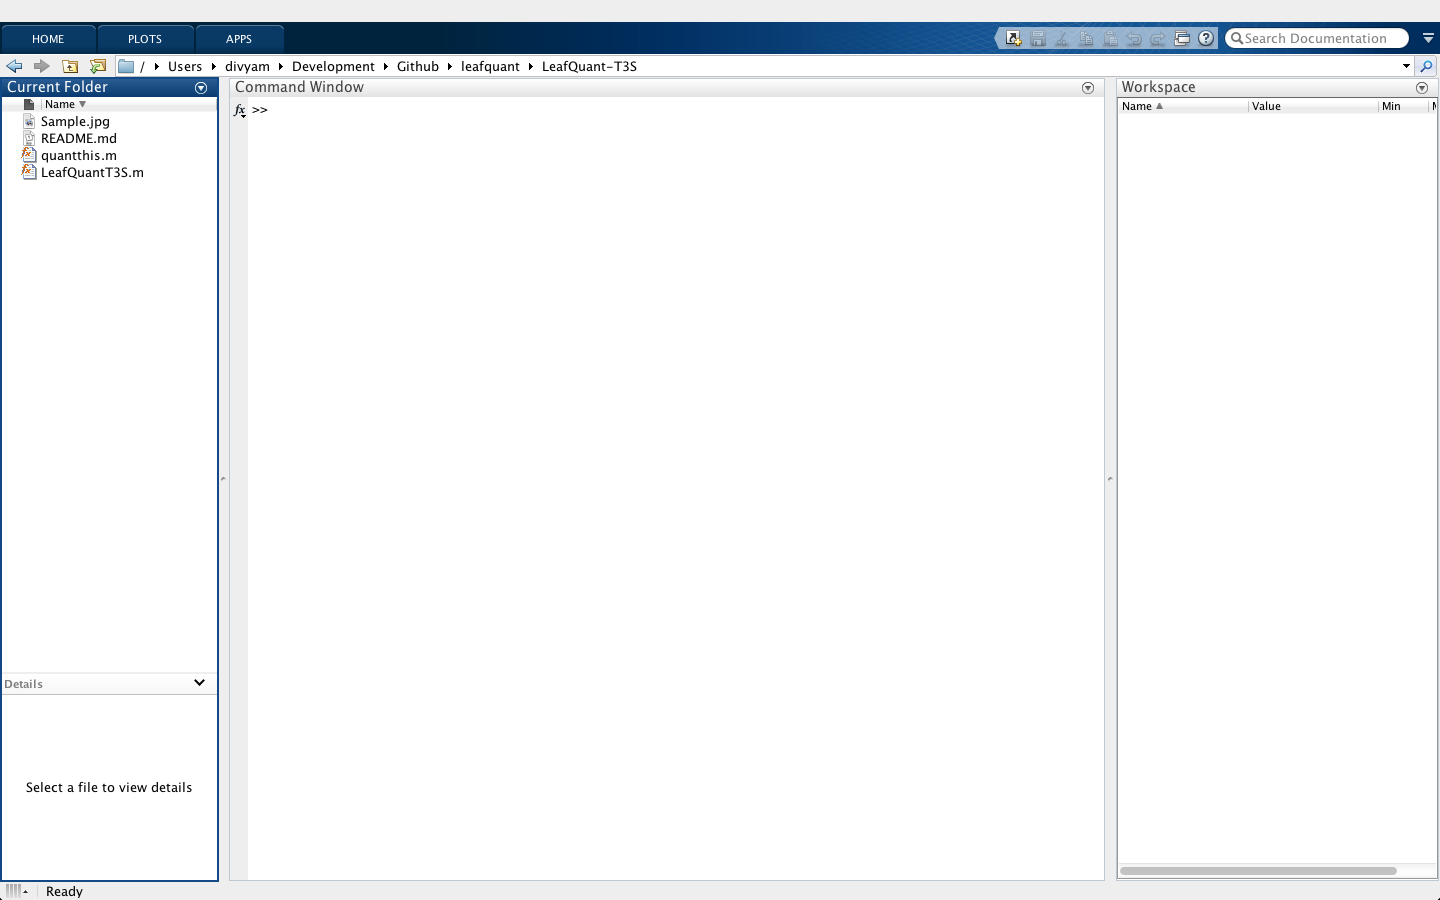 HOME PLOTS APPS Search Documentation
/ Users divyam Development Github leafquant LeafQuant-T3S
Current Folder
Name
Sample.jpg
README.md
quantthis.m
LeafQuantT3S.m
Details
Select a file to view details
Command Window
fx >>
Workspace
Name Value Min
Ready